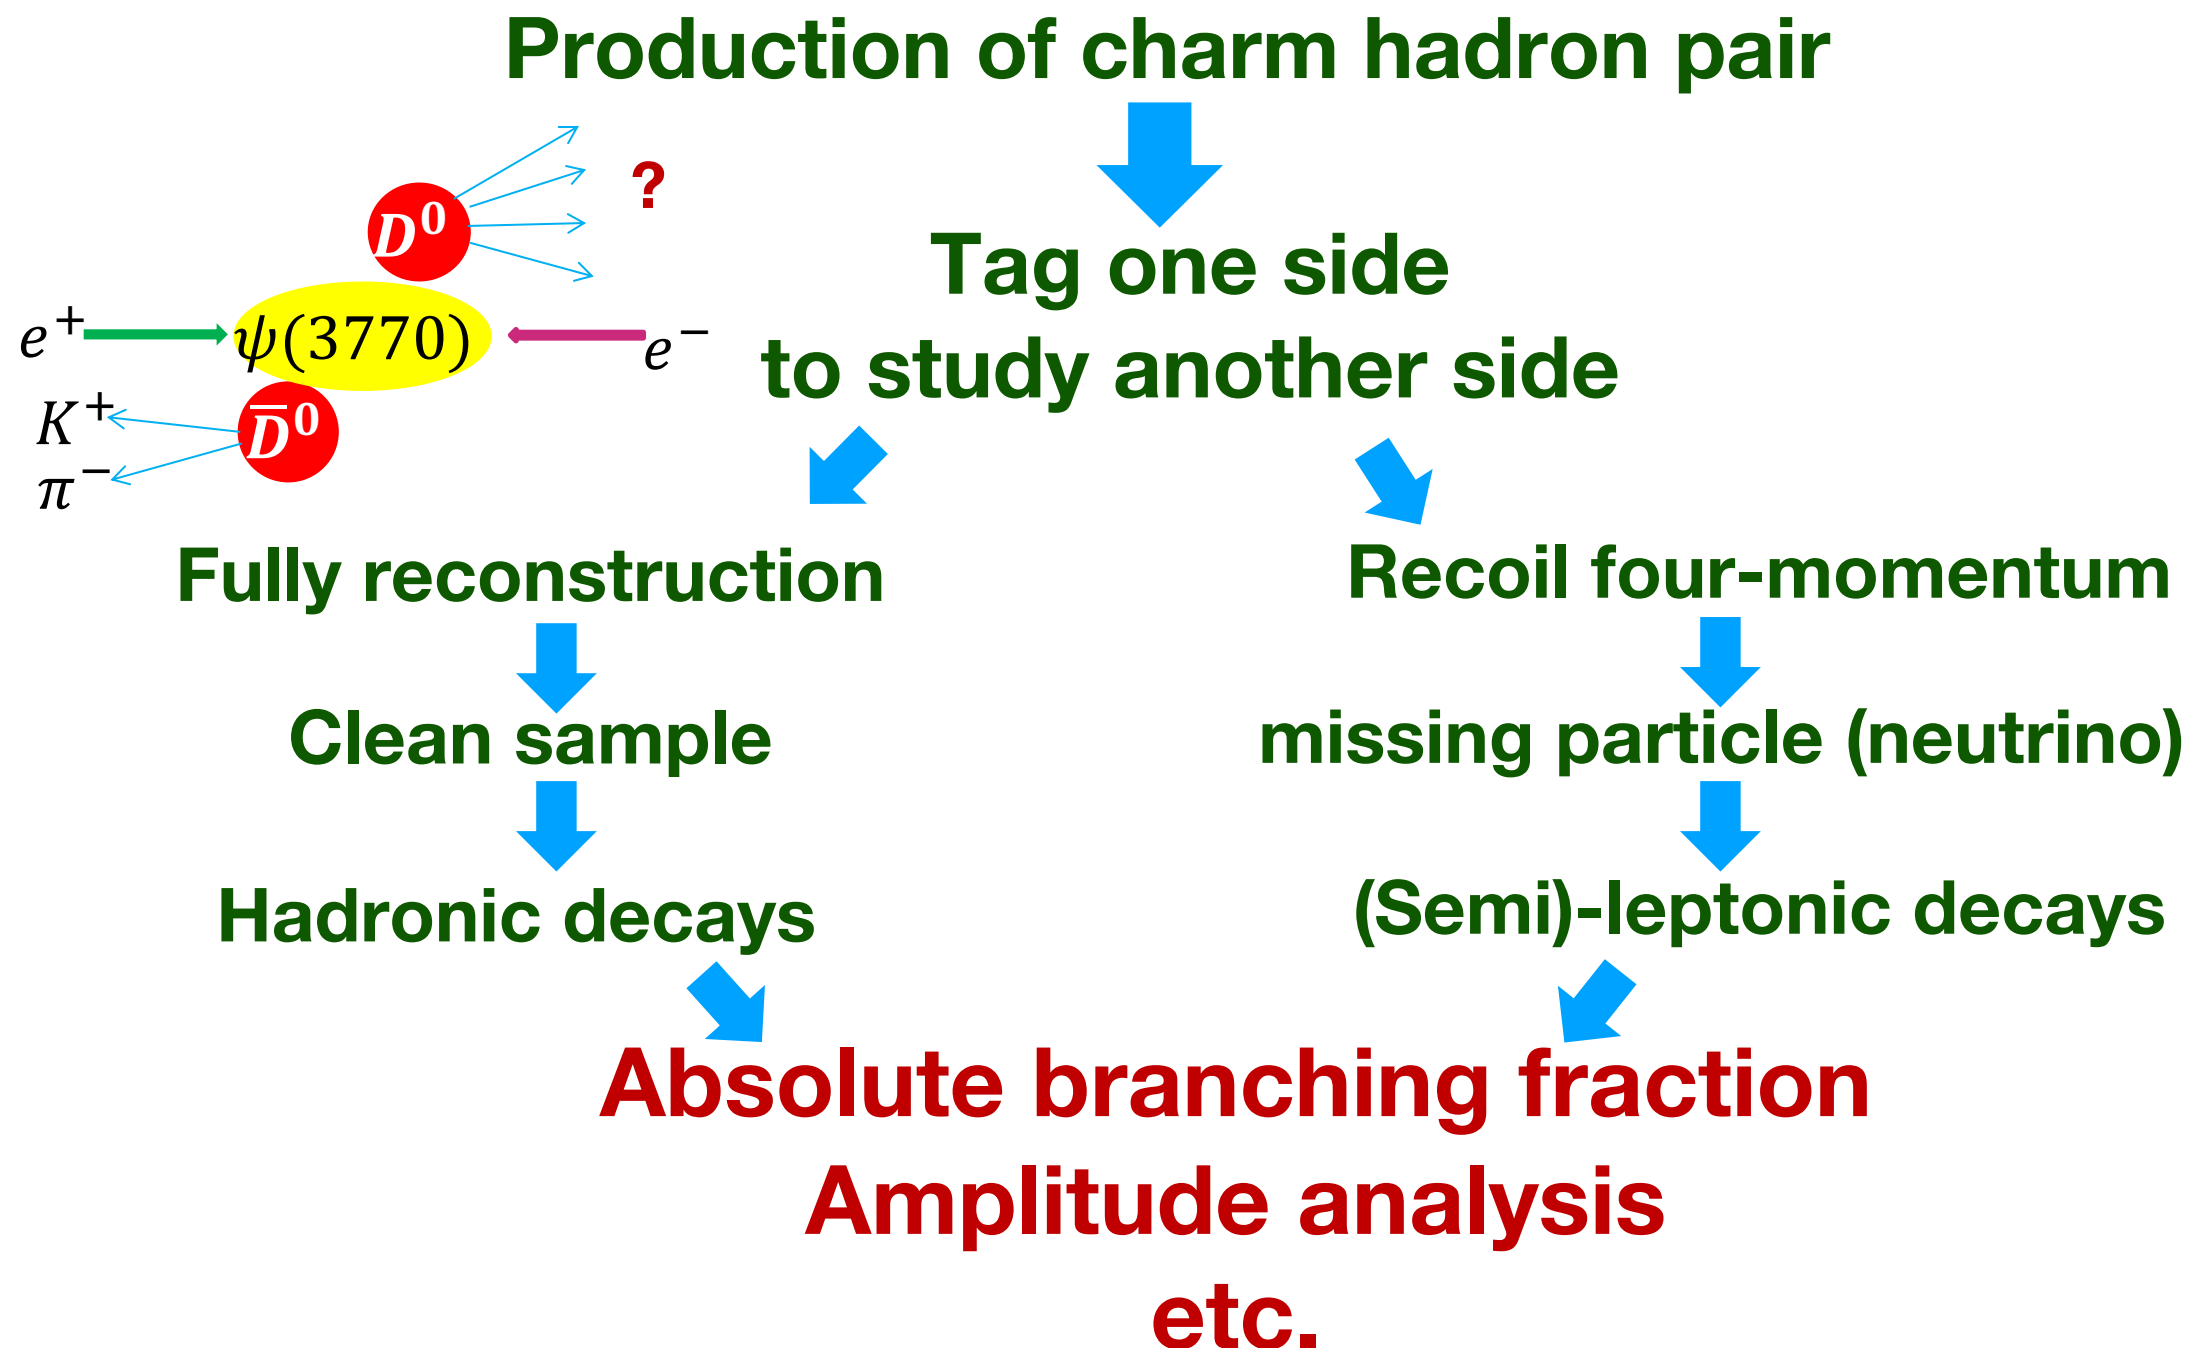 Production of charm hadron pair
?
D⁰
e⁺
ψ(3770)
e⁻
K⁺
D̅⁰
π⁻
Tag one side
to study another side
Fully reconstruction
Recoil four-momentum
Clean sample
missing particle (neutrino)
Hadronic decays
(Semi)-leptonic decays
Absolute branching fraction
Amplitude analysis
etc.